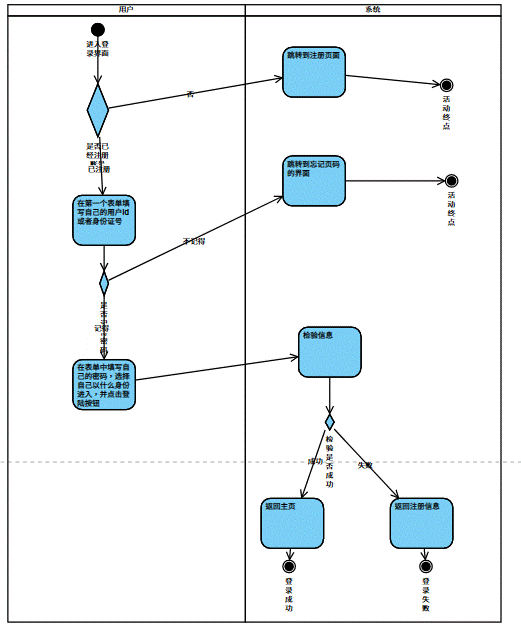 用户
系统
进入登
录界面
跳转到注册页面
否
活
动
终
点
是否已
经注册
已注册
跳转到忘记页码
的界面
活
动
终
点
在第一个表单填
写自己的用户id
或者身份证号
不记得
是
否
记得
密
码
检验信息
在表单中填写自
己的密码，选择
自己以什么身份
进入，并点击登
陆按钮
检
验
是
否
成
功
成功
失败
返回主页
返回注册信息
登
录
成
功
登
录
失
败